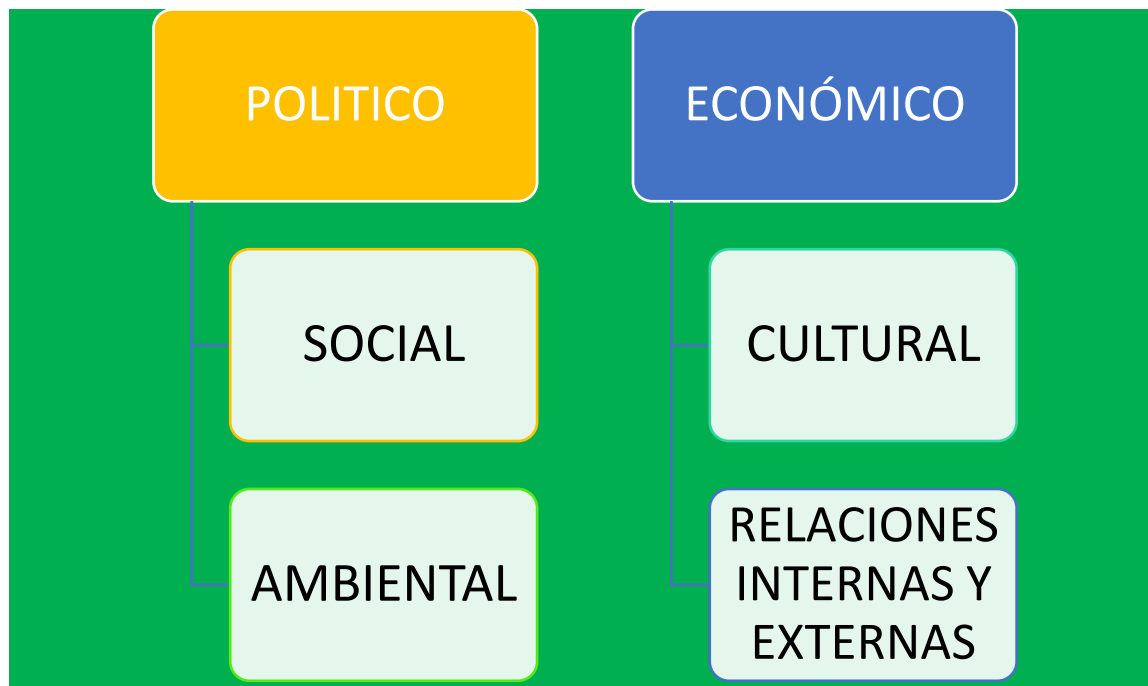 POLITICO
SOCIAL
AMBIENTAL
ECONÓMICO
CULTURAL
RELACIONES
INTERNAS Y
EXTERNAS